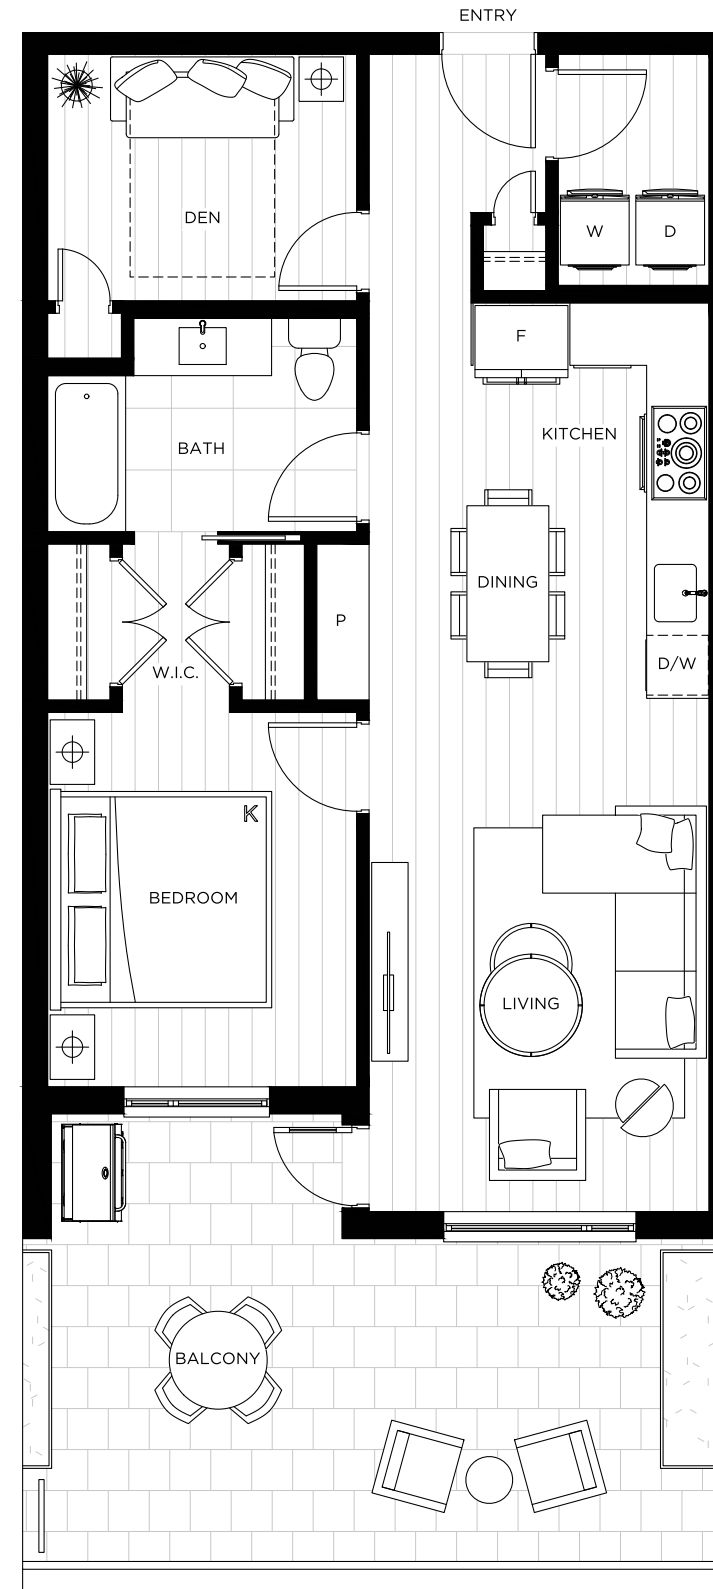 ENTRY
DEN
W
D
F
KITCHEN
BATH
DINING
P
D/W
W.I.C.
K
BEDROOM
LIVING
BALCONY